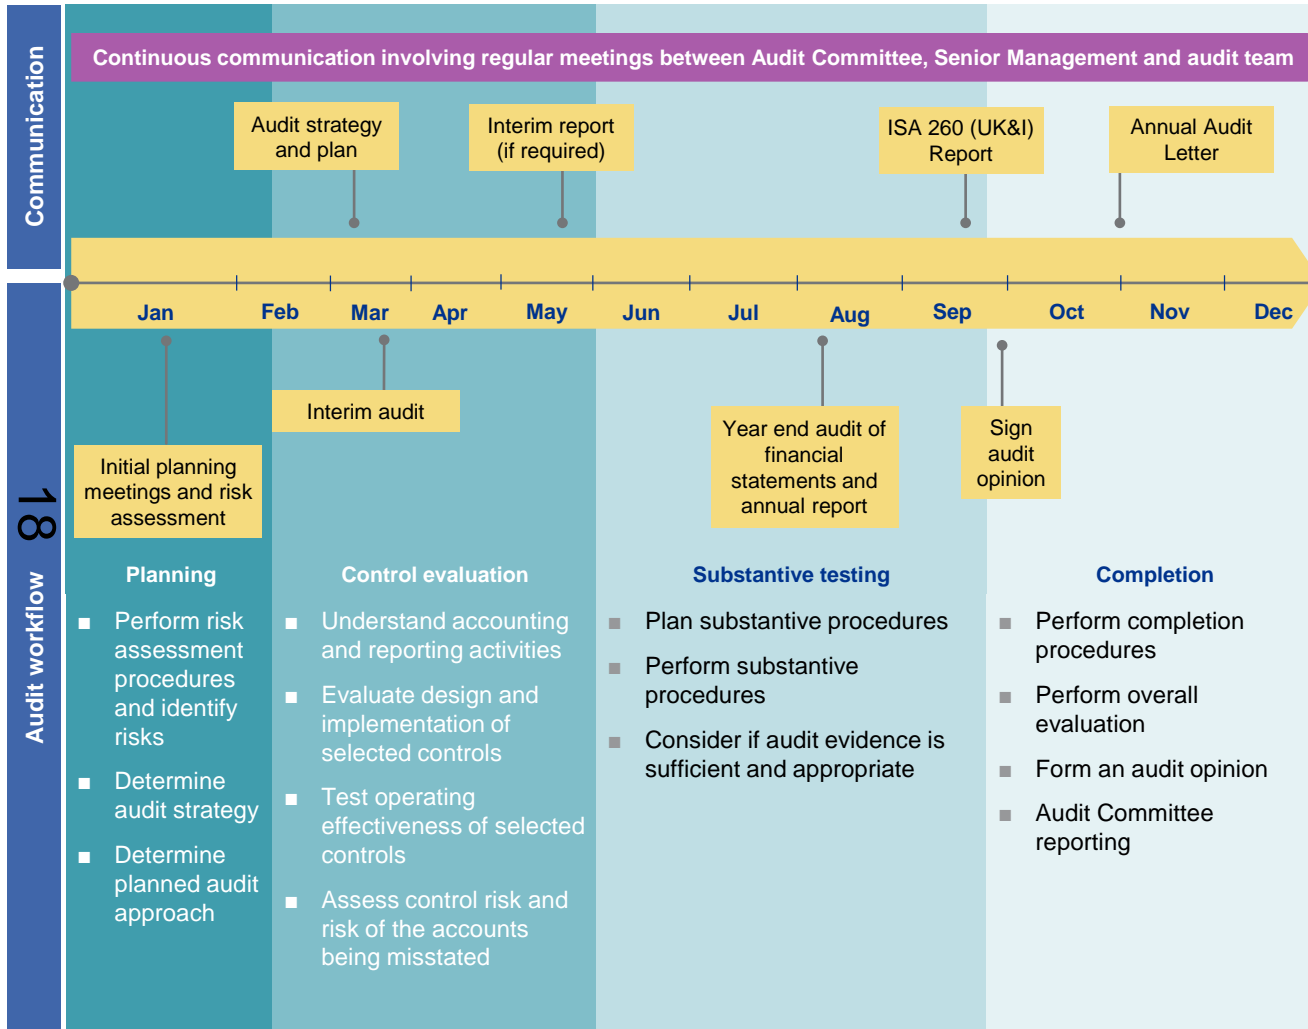 Communication
Continuous communication involving regular meetings between Audit Committee, Senior Management and audit team
Audit strategy
and plan
Interim report
(if required)
ISA 260 (UK&I)
Report
Annual Audit
Letter
Jan
Feb
Mar
Apr
May
Jun
Jul
Aug
Sep
Oct
Nov
Dec
Audit workflow
18
Initial planning
meetings and risk
assessment
Interim audit
Year end audit of
financial
statements and
annual report
Sign
audit
opinion
Planning
■ Perform risk
assessment
procedures
and identify
risks
■ Determine
audit strategy
■ Determine
planned audit
approach
Control evaluation
■ Understand accounting
and reporting activities
■ Evaluate design and
implementation of
selected controls
■ Test operating
effectiveness of selected
controls
■ Assess control risk and
risk of the accounts
being misstated
Substantive testing
■ Plan substantive procedures
■ Perform substantive
procedures
■ Consider if audit evidence is
sufficient and appropriate
Completion
■ Perform completion
procedures
■ Perform overall
evaluation
■ Form an audit opinion
■ Audit Committee
reporting